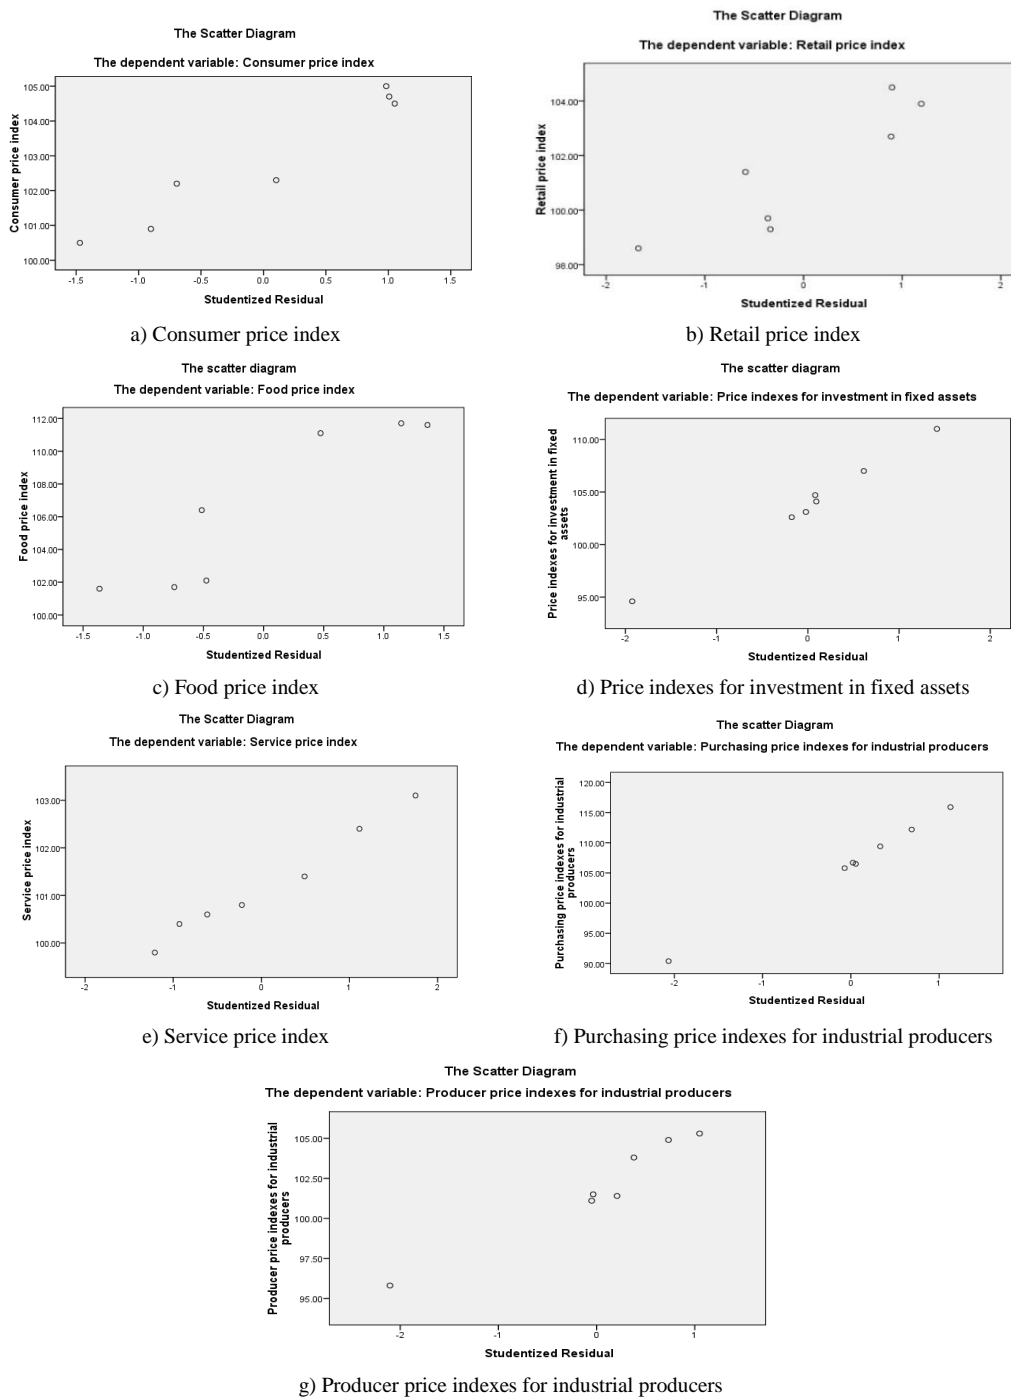 The Scatter Diagram
The dependent variable: Consumer price index
Consumer price index
105.00
104.00
103.00
102.00
101.00
100.00
-1.5 -1.0 -0.5 0.0 0.5 1.0 1.5
Studentized Residual
a) Consumer price index
The Scatter Diagram
The dependent variable: Retail price index
Retail price index
104.00
102.00
100.00
98.00
-2 -1 0 1 2
Studentized Residual
b) Retail price index
The scatter diagram
The dependent variable: Food price index
Food price index
112.00
110.00
108.00
106.00
104.00
102.00
100.00
-1.5 -1.0 -0.5 0.0 0.5 1.0 1.5
Studentized Residual
c) Food price index
The scatter diagram
The dependent variable: Price indexes for investment in fixed assets
Price indexes for investment in fixed
assets
110.00
105.00
100.00
95.00
-2 -1 0 1 2
Studentized Residual
d) Price indexes for investment in fixed assets
The Scatter Diagram
The dependent variable: Service price index
Service price index
103.00
102.00
101.00
100.00
-2 -1 0 1 2
Studentized Residual
e) Service price index
The scatter Diagram
The dependent variable: Purchasing price indexes for industrial producers
Purchasing price indexes for industrial
producers
120.00
115.00
110.00
105.00
100.00
95.00
90.00
-2 -1 0 1
Studentized Residual
f) Purchasing price indexes for industrial producers
The Scatter Diagram
The dependent variable: Producer price indexes for industrial producers
Producer price indexes for industrial
producers
105.00
102.50
100.00
97.50
95.00
-2 -1 0 1
Studentized Residual
g) Producer price indexes for industrial producers